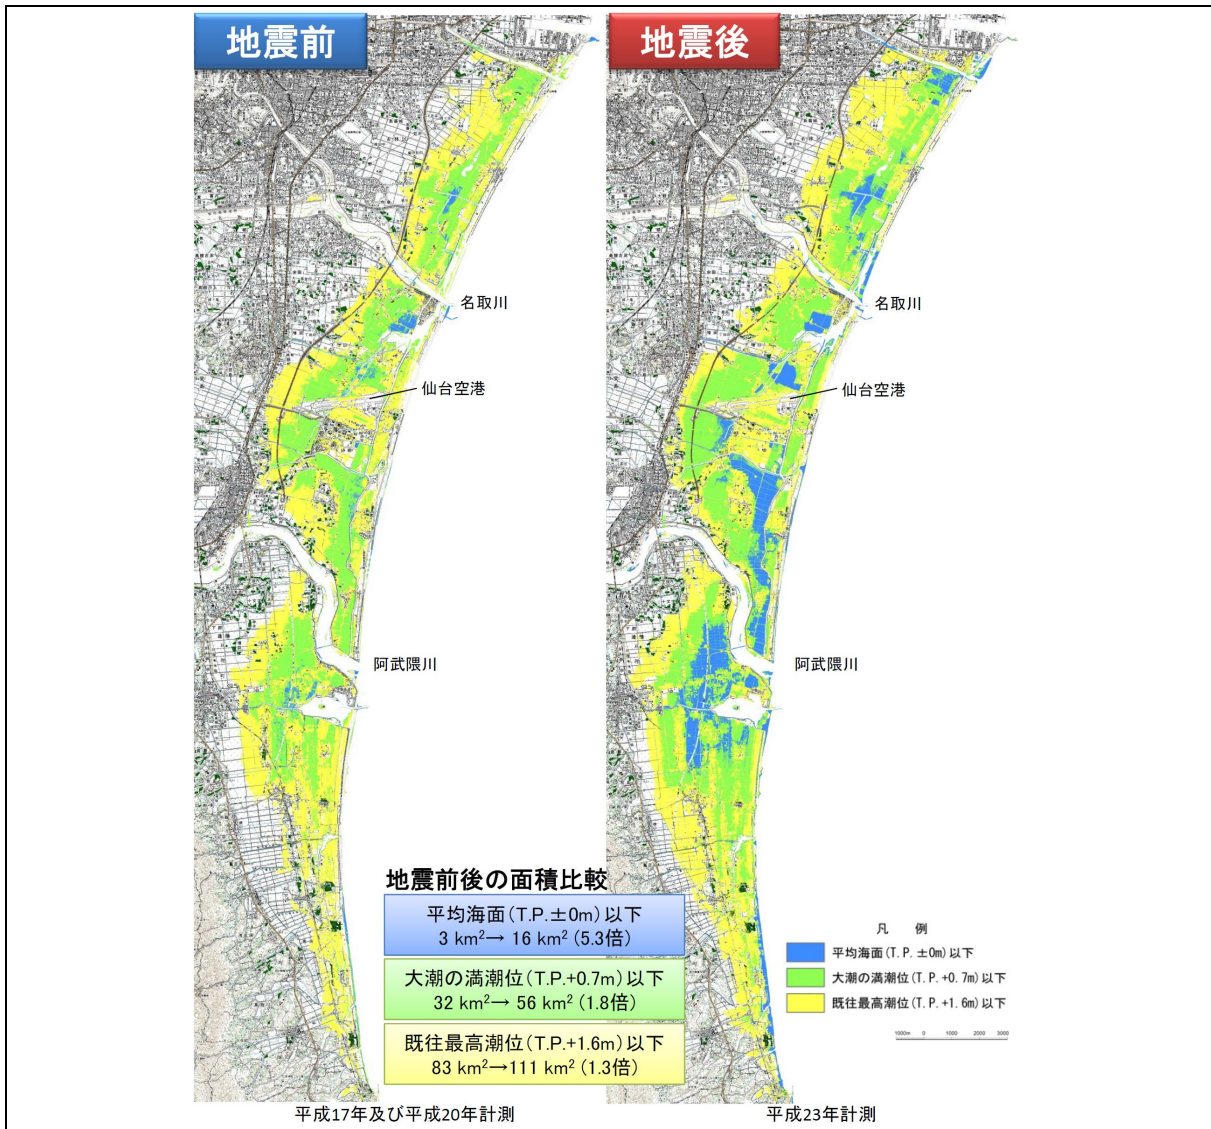 地震前
地震後
名取川
仙台空港
阿武隈川
名取川
仙台空港
阿武隈川
地震前後の面積比較
平均海面(T.P.±0m)以下
3 km²→ 16 km² (5.3倍)
大潮の満潮位(T.P.+0.7m)以下
32 km²→ 56 km² (1.8倍)
既往最高潮位(T.P.+1.6m)以下
83 km²→111 km² (1.3倍)
凡 例
平均海面(T.P. ±0m)以下
大潮の満潮位(T.P. +0.7m)以下
既往最高潮位(T.P. +1.6m)以下
1000m 0 1000 2000 3000
平成17年及び平成20年計測
平成23年計測